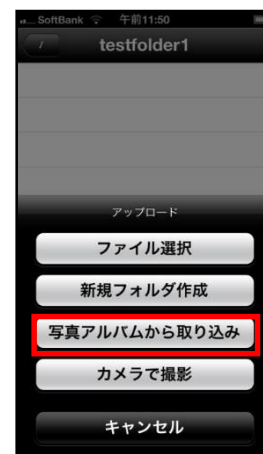 SoftBank 午前11:50
/ testfolder1
アップロード
ファイル選択
新規フォルダ作成
写真アルバムから取り込み
カメラで撮影
キャンセル